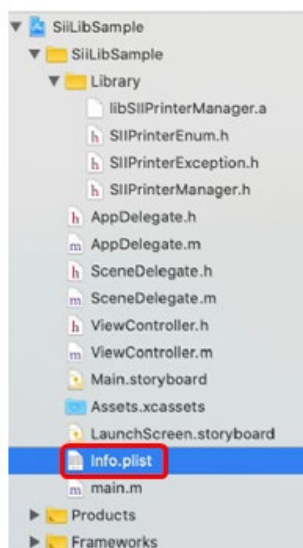 SiiLibSample
SiiLibSample
Library
libSIIPrinterManager.a
h SIIPrinterEnum.h
h SIIPrinterException.h
h SIIPrinterManager.h
h AppDelegate.h
m AppDelegate.m
h SceneDelegate.h
m SceneDelegate.m
h ViewController.h
m ViewController.m
Main.storyboard
Assets.xcassets
LaunchScreen.storyboard
Info.plist
m main.m
Products
Frameworks